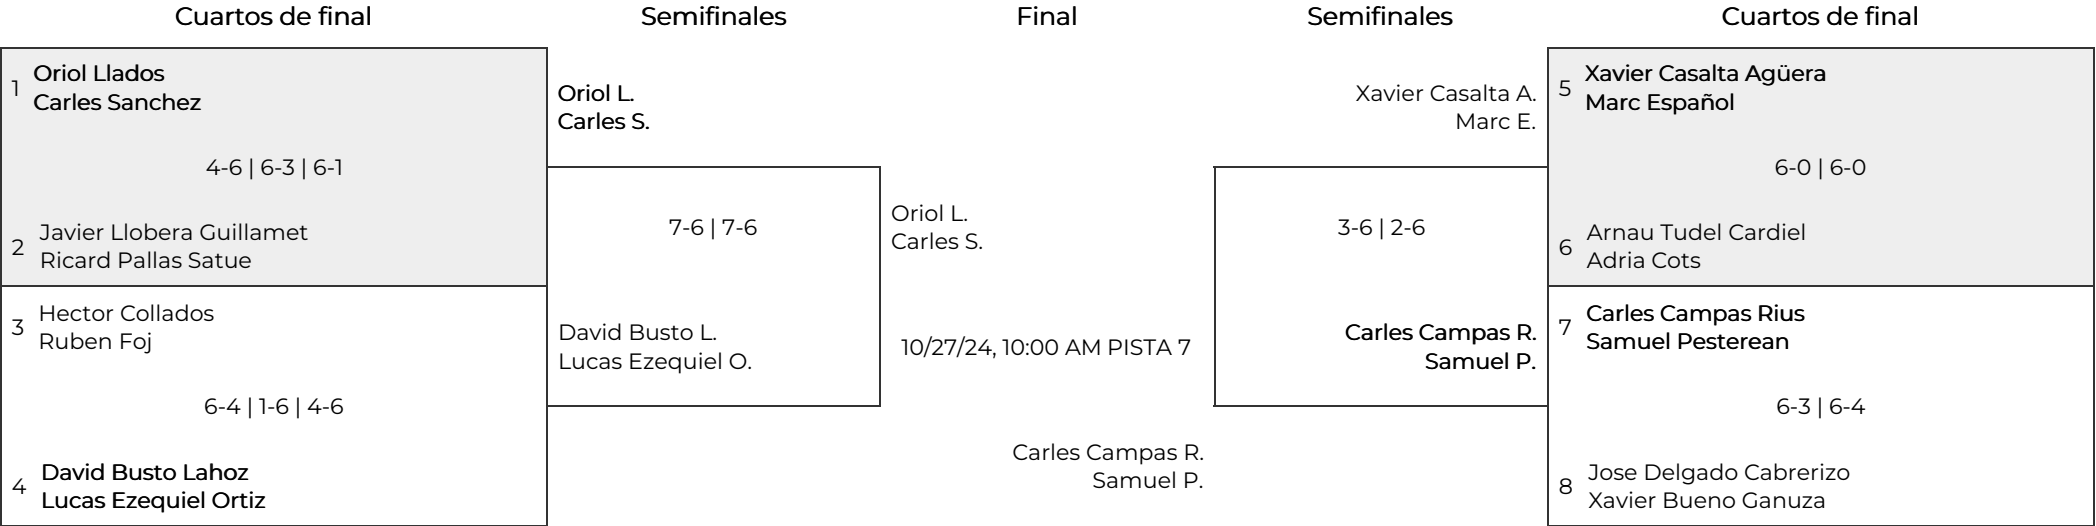 Cuartos de final
Semifinales
Final
Semifinales
Cuartos de final
1
Oriol Llados
Carles Sanchez
4-6 | 6-3 | 6-1
2
Javier Llobera Guillamet
Ricard Pallas Satue
3
Hector Collados
Ruben Foj
6-4 | 1-6 | 4-6
4
David Busto Lahoz
Lucas Ezequiel Ortiz
Oriol L.
Carles S.
7-6 | 7-6
David Busto L.
Lucas Ezequiel O.
Oriol L.
Carles S.
10/27/24, 10:00 AM PISTA 7
Carles Campas R.
Samuel P.
Xavier Casalta A.
Marc E.
3-6 | 2-6
Carles Campas R.
Samuel P.
5
Xavier Casalta Agüera
Marc Español
6-0 | 6-0
6
Arnau Tudel Cardiel
Adria Cots
7
Carles Campas Rius
Samuel Pesterean
6-3 | 6-4
8
Jose Delgado Cabrerizo
Xavier Bueno Ganuza